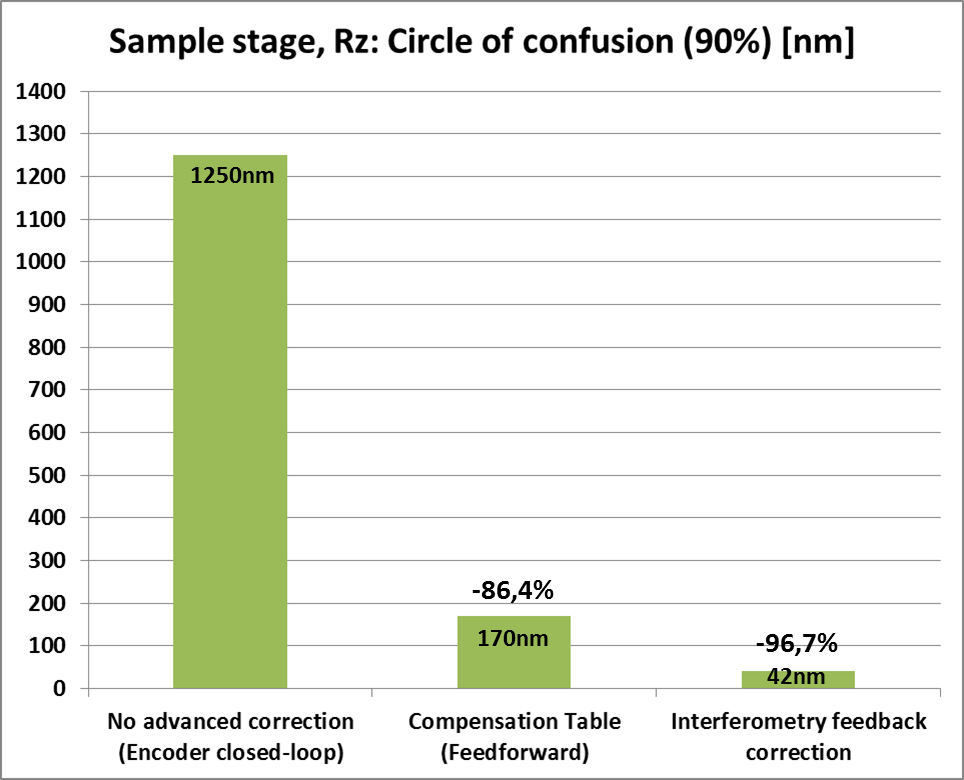 Sample stage, Rz: Circle of confusion (90%) [nm]
1400
1300
1200
1100
1000
900
800
700
600
500
400
300
200
100
0
1250nm
-86,4%
170nm
-96,7%
42nm
No advanced correction
(Encoder closed-loop)
Compensation Table
(Feedforward)
Interferometry feedback
correction